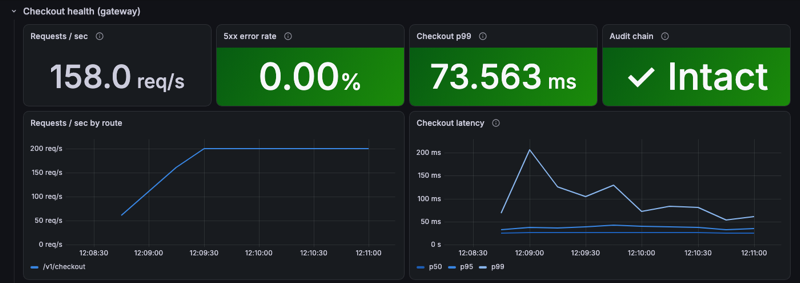 Checkout health (gateway)
Requests / sec
5xx error rate
Checkout p99
Audit chain
158.0 req/s
0.00%
73.563 ms
✓ Intact
Requests / sec by route
200 req/s
150 req/s
100 req/s
50 req/s
0 req/s
12:08:30 12:09:00 12:09:30 12:10:00 12:10:30 12:11:00
/v1/checkout
Checkout latency
200 ms
150 ms
100 ms
50 ms
0 s
12:08:30 12:09:00 12:09:30 12:10:00 12:10:30 12:11:00
p50 p95 p99